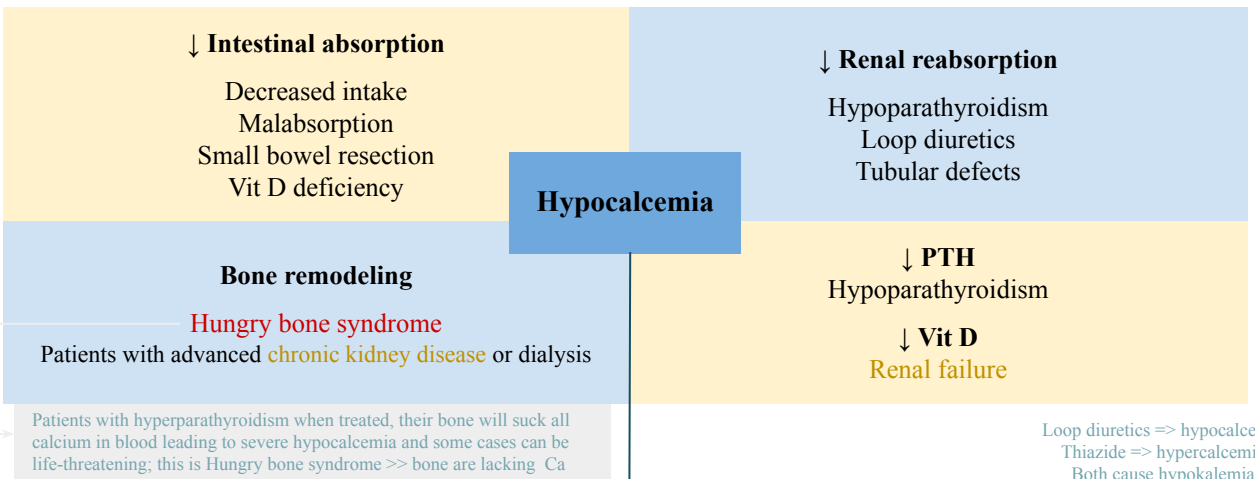 ↓ Intestinal absorption
Decreased intake
Malabsorption
Small bowel resection
Vit D deficiency
↓ Renal reabsorption
Hypoparathyroidism
Loop diuretics
Tubular defects
Hypocalcemia
Bone remodeling
Hungry bone syndrome
Patients with advanced chronic kidney disease or dialysis
↓ PTH
Hypoparathyroidism
↓ Vit D
Renal failure
Patients with hyperparathyroidism when treated, their bone will suck all
calcium in blood leading to severe hypocalcemia and some cases can be
life-threatening; this is Hungry bone syndrome >> bone are lacking Ca
Loop diuretics => hypocalce
Thiazide => hypercalcemi
Both cause hypokalemia